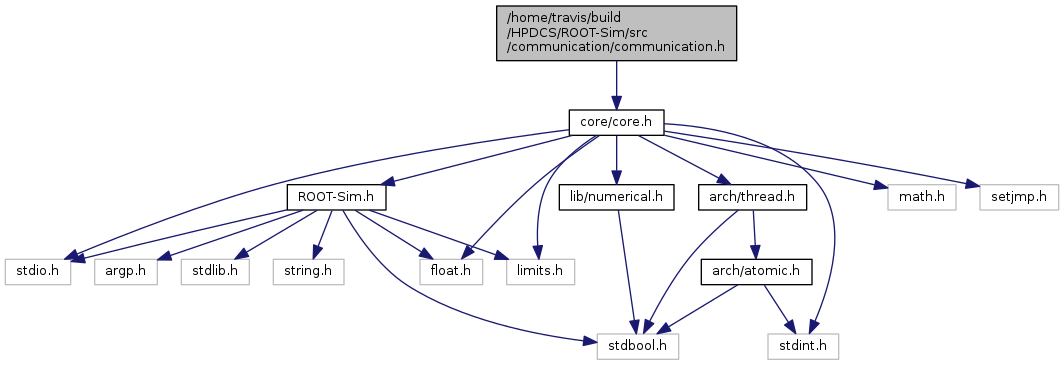 /home/travis/build
/HPDCS/ROOT-Sim/src
/communication/communication.h
core/core.h
ROOT-Sim.h
lib/numerical.h
arch/thread.h
math.h
setjmp.h
stdio.h
argp.h
stdlib.h
string.h
float.h
limits.h
arch/atomic.h
stdbool.h
stdint.h